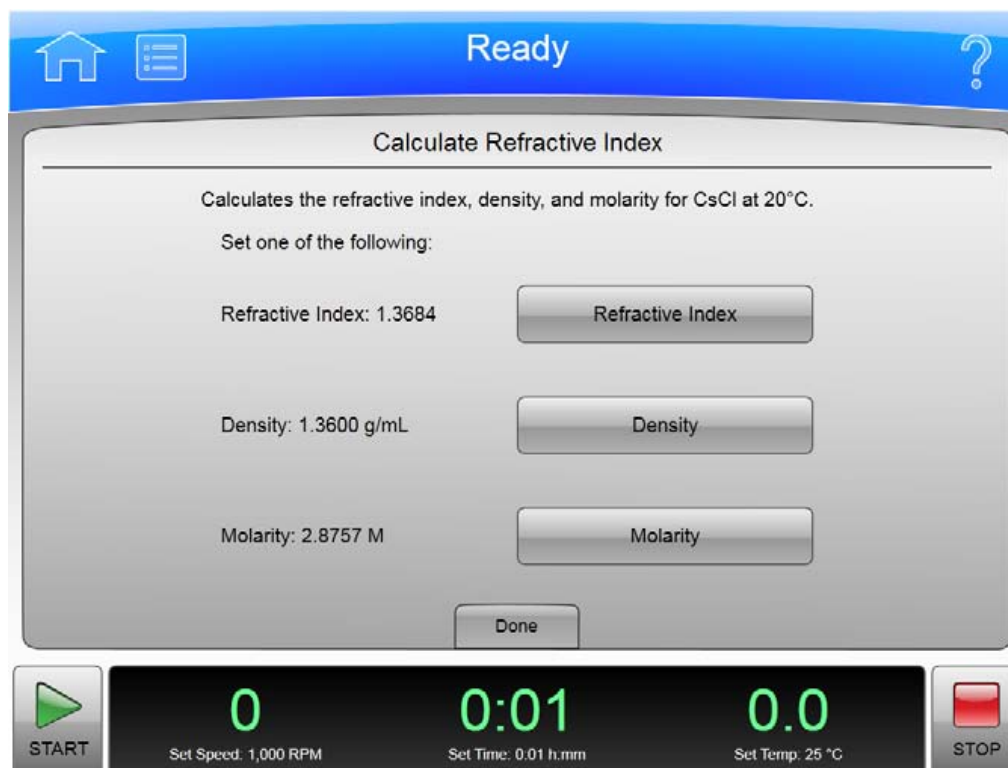 Ready
Calculate Refractive Index
Calculates the refractive index, density, and molarity for CsCl at 20°C.
Set one of the following:
Refractive Index: 1.3684
Refractive Index
Density: 1.3600 g/mL
Density
Molarity: 2.8757 M
Molarity
Done
START
0
Set Speed: 1,000 RPM
0:01
Set Time: 0:01 h:mm
0.0
Set Temp: 25 °C
STOP